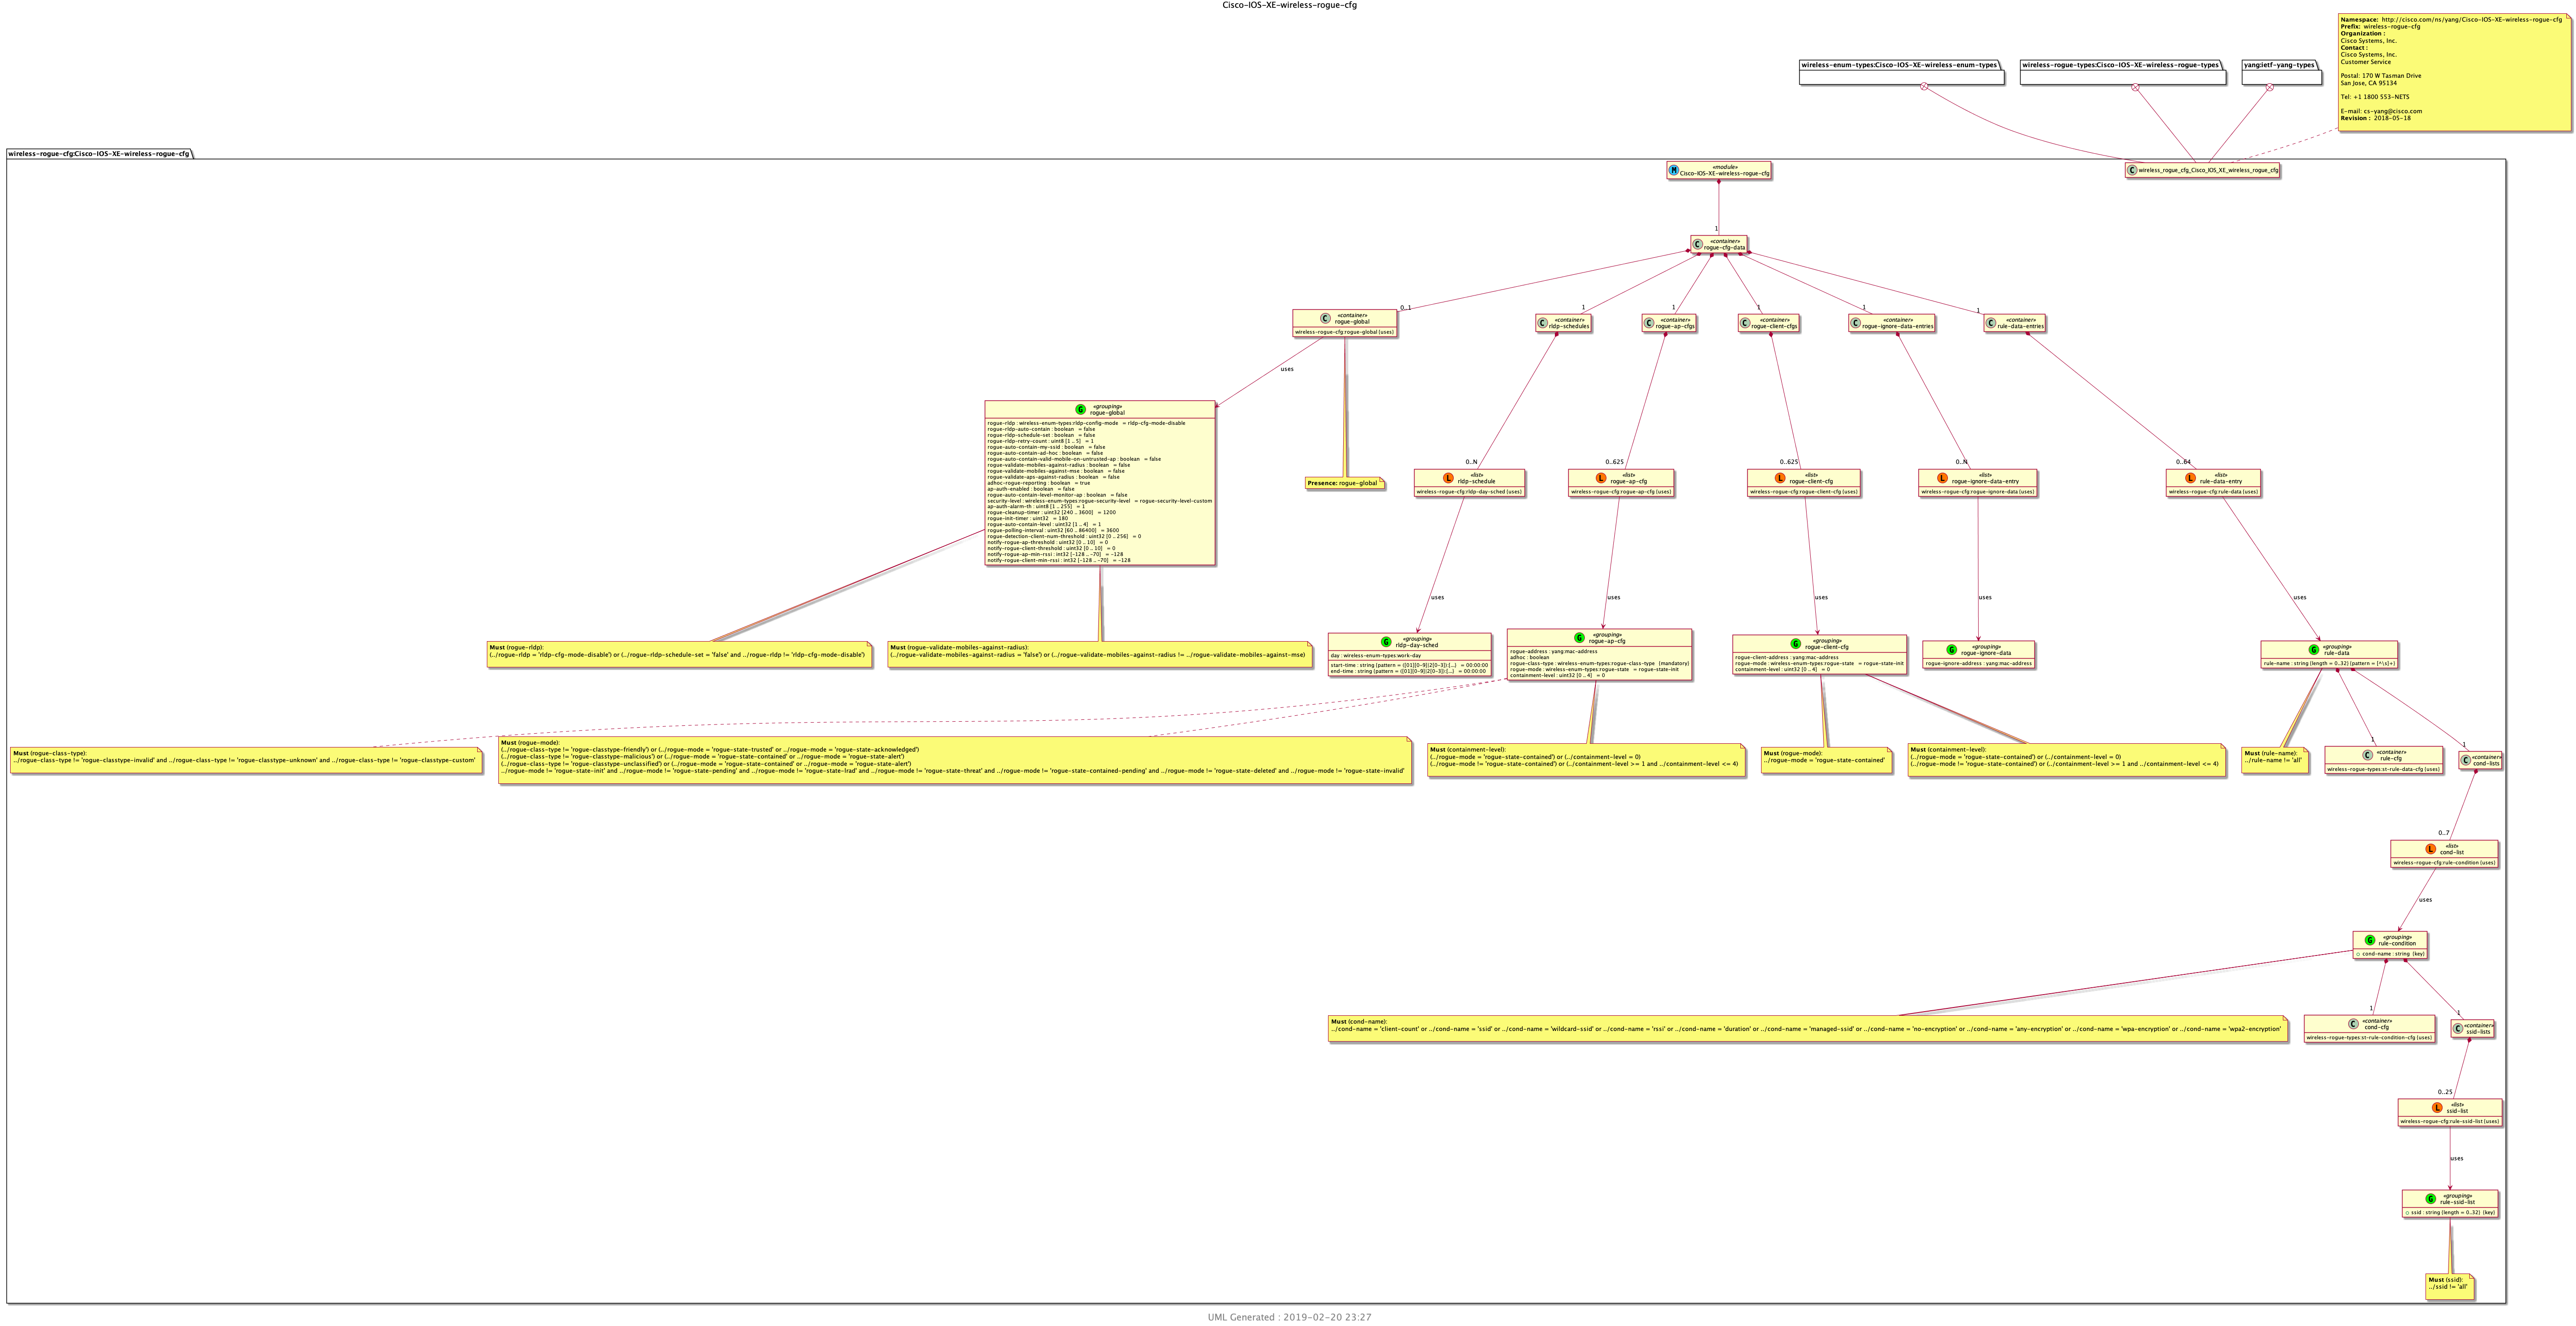 Cisco-IOS-XE-wireless-rogue-cfg
Namespace: http://cisco.com/ns/yang/Cisco-IOS-XE-wireless-rogue-cfg
Prefix: wireless-rogue-cfg
Organization :
Cisco Systems, Inc.
Contact :
Cisco Systems, Inc.
Customer Service
Postal: 170 W Tasman Drive
San Jose, CA 95134
Tel: +1 1800 553-NETS
E-mail: cs-yang@cisco.com
Revision : 2018-05-18
wireless-enum-types:Cisco-IOS-XE-wireless-enum-types
wireless-rogue-types:Cisco-IOS-XE-wireless-rogue-types
yang:ietf-yang-types
wireless-rogue-cfg:Cisco-IOS-XE-wireless-rogue-cfg
M
«module»
Cisco-IOS-XE-wireless-rogue-cfg
C
wireless_rogue_cfg_Cisco_IOS_XE_wireless_rogue_cfg
1
C
«container»
rogue-cfg-data
0..1
1
1
1
1
1
C
«container»
rogue-global
wireless-rogue-cfg:rogue-global {uses}
C
«container»
rldp-schedules
C
«container»
rogue-ap-cfgs
C
«container»
rogue-client-cfgs
C
«container»
rogue-ignore-data-entries
C
«container»
rule-data-entries
uses
G
«grouping»
rogue-global
rogue-rldp : wireless-enum-types:rldp-config-mode = rldp-cfg-mode-disable
rogue-rldp-auto-contain : boolean = false
rogue-rldp-schedule-set : boolean = false
rogue-rldp-retry-count : uint8 [1 .. 5] = 1
rogue-auto-contain-my-ssid : boolean = false
rogue-auto-contain-ad-hoc : boolean = false
rogue-auto-contain-valid-mobile-on-untrusted-ap : boolean = false
rogue-validate-mobiles-against-radius : boolean = false
rogue-validate-mobiles-against-mse : boolean = false
rogue-validate-aps-against-radius : boolean = false
adhoc-rogue-reporting : boolean = true
ap-auth-enabled : boolean = false
rogue-auto-contain-level-monitor-ap : boolean = false
security-level : wireless-enum-types:rogue-security-level = rogue-security-level-custom
ap-auth-alarm-th : uint8 [1 .. 255] = 1
rogue-cleanup-timer : uint32 [240 .. 3600] = 1200
rogue-init-timer : uint32 = 180
rogue-auto-contain-level : uint32 [1 .. 4] = 1
rogue-polling-interval : uint32 [60 .. 86400] = 3600
rogue-detection-client-num-threshold : uint32 [0 .. 256] = 0
notify-rogue-ap-threshold : uint32 [0 .. 10] = 0
notify-rogue-client-threshold : uint32 [0 .. 10] = 0
notify-rogue-ap-min-rssi : int32 [-128 .. -70] = -128
notify-rogue-client-min-rssi : int32 [-128 .. -70] = -128
Presence: rogue-global
0..N
0..625
0..625
0..N
0..64
L
«list»
rldp-schedule
wireless-rogue-cfg:rldp-day-sched {uses}
L
«list»
rogue-ap-cfg
wireless-rogue-cfg:rogue-ap-cfg {uses}
L
«list»
rogue-client-cfg
wireless-rogue-cfg:rogue-client-cfg {uses}
L
«list»
rogue-ignore-data-entry
wireless-rogue-cfg:rogue-ignore-data {uses}
L
«list»
rule-data-entry
wireless-rogue-cfg:rule-data {uses}
uses
uses
uses
uses
uses
Must (rogue-rldp):
(../rogue-rldp = 'rldp-cfg-mode-disable') or (../rogue-rldp-schedule-set = 'false' and ../rogue-rldp != 'rldp-cfg-mode-disable')
Must (rogue-validate-mobiles-against-radius):
(../rogue-validate-mobiles-against-radius = 'false') or (../rogue-validate-mobiles-against-radius != ../rogue-validate-mobiles-against-mse)
G
«grouping»
rldp-day-sched
day : wireless-enum-types:work-day
start-time : string {pattern = (([01][0-9]|2[0-3]):[...} = 00:00:00
end-time : string {pattern = (([01][0-9]|2[0-3]):[...} = 00:00:00
G
«grouping»
rogue-ap-cfg
rogue-address : yang:mac-address
adhoc : boolean
rogue-class-type : wireless-enum-types:rogue-class-type {mandatory}
rogue-mode : wireless-enum-types:rogue-state = rogue-state-init
containment-level : uint32 [0 .. 4] = 0
G
«grouping»
rogue-client-cfg
rogue-client-address : yang:mac-address
rogue-mode : wireless-enum-types:rogue-state = rogue-state-init
containment-level : uint32 [0 .. 4] = 0
G
«grouping»
rogue-ignore-data
rogue-ignore-address : yang:mac-address
G
«grouping»
rule-data
rule-name : string {length = 0..32} {pattern = [^\s]+}
Must (rogue-class-type):
../rogue-class-type != 'rogue-classtype-invalid' and ../rogue-class-type != 'rogue-classtype-unknown' and ../rogue-class-type != 'rogue-classtype-custom'
Must (rogue-mode):
(../rogue-class-type != 'rogue-classtype-friendly') or (../rogue-mode = 'rogue-state-trusted' or ../rogue-mode = 'rogue-state-acknowledged')
(../rogue-class-type != 'rogue-classtype-malicious') or (../rogue-mode = 'rogue-state-contained' or ../rogue-mode = 'rogue-state-alert')
(../rogue-class-type != 'rogue-classtype-unclassified') or (../rogue-mode = 'rogue-state-contained' or ../rogue-mode = 'rogue-state-alert')
../rogue-mode != 'rogue-state-init' and ../rogue-mode != 'rogue-state-pending' and ../rogue-mode != 'rogue-state-lrad' and ../rogue-mode != 'rogue-state-threat' and ../rogue-mode != 'rogue-state-contained-pending' and ../rogue-mode != 'rogue-state-deleted' and ../rogue-mode != 'rogue-state-invalid'
Must (containment-level):
(../rogue-mode = 'rogue-state-contained') or (../containment-level = 0)
(../rogue-mode != 'rogue-state-contained') or (../containment-level >= 1 and ../containment-level <= 4)
Must (rogue-mode):
../rogue-mode = 'rogue-state-contained'
Must (containment-level):
(../rogue-mode = 'rogue-state-contained') or (../containment-level = 0)
(../rogue-mode != 'rogue-state-contained') or (../containment-level >= 1 and ../containment-level <= 4)
Must (rule-name):
../rule-name != 'all'
1
1
C
«container»
rule-cfg
wireless-rogue-types:st-rule-data-cfg {uses}
C
«container»
cond-lists
0..7
L
«list»
cond-list
wireless-rogue-cfg:rule-condition {uses}
uses
G
«grouping»
rule-condition
cond-name : string {key}
1
1
Must (cond-name):
../cond-name = 'client-count' or ../cond-name = 'ssid' or ../cond-name = 'wildcard-ssid' or ../cond-name = 'rssi' or ../cond-name = 'duration' or ../cond-name = 'managed-ssid' or ../cond-name = 'no-encryption' or ../cond-name = 'any-encryption' or ../cond-name = 'wpa-encryption' or ../cond-name = 'wpa2-encryption'
C
«container»
cond-cfg
wireless-rogue-types:st-rule-condition-cfg {uses}
C
«container»
ssid-lists
0..25
L
«list»
ssid-list
wireless-rogue-cfg:rule-ssid-list {uses}
uses
G
«grouping»
rule-ssid-list
ssid : string {length = 0..32} {key}
Must (ssid):
../ssid != 'all'
UML Generated : 2019-02-20 23:27